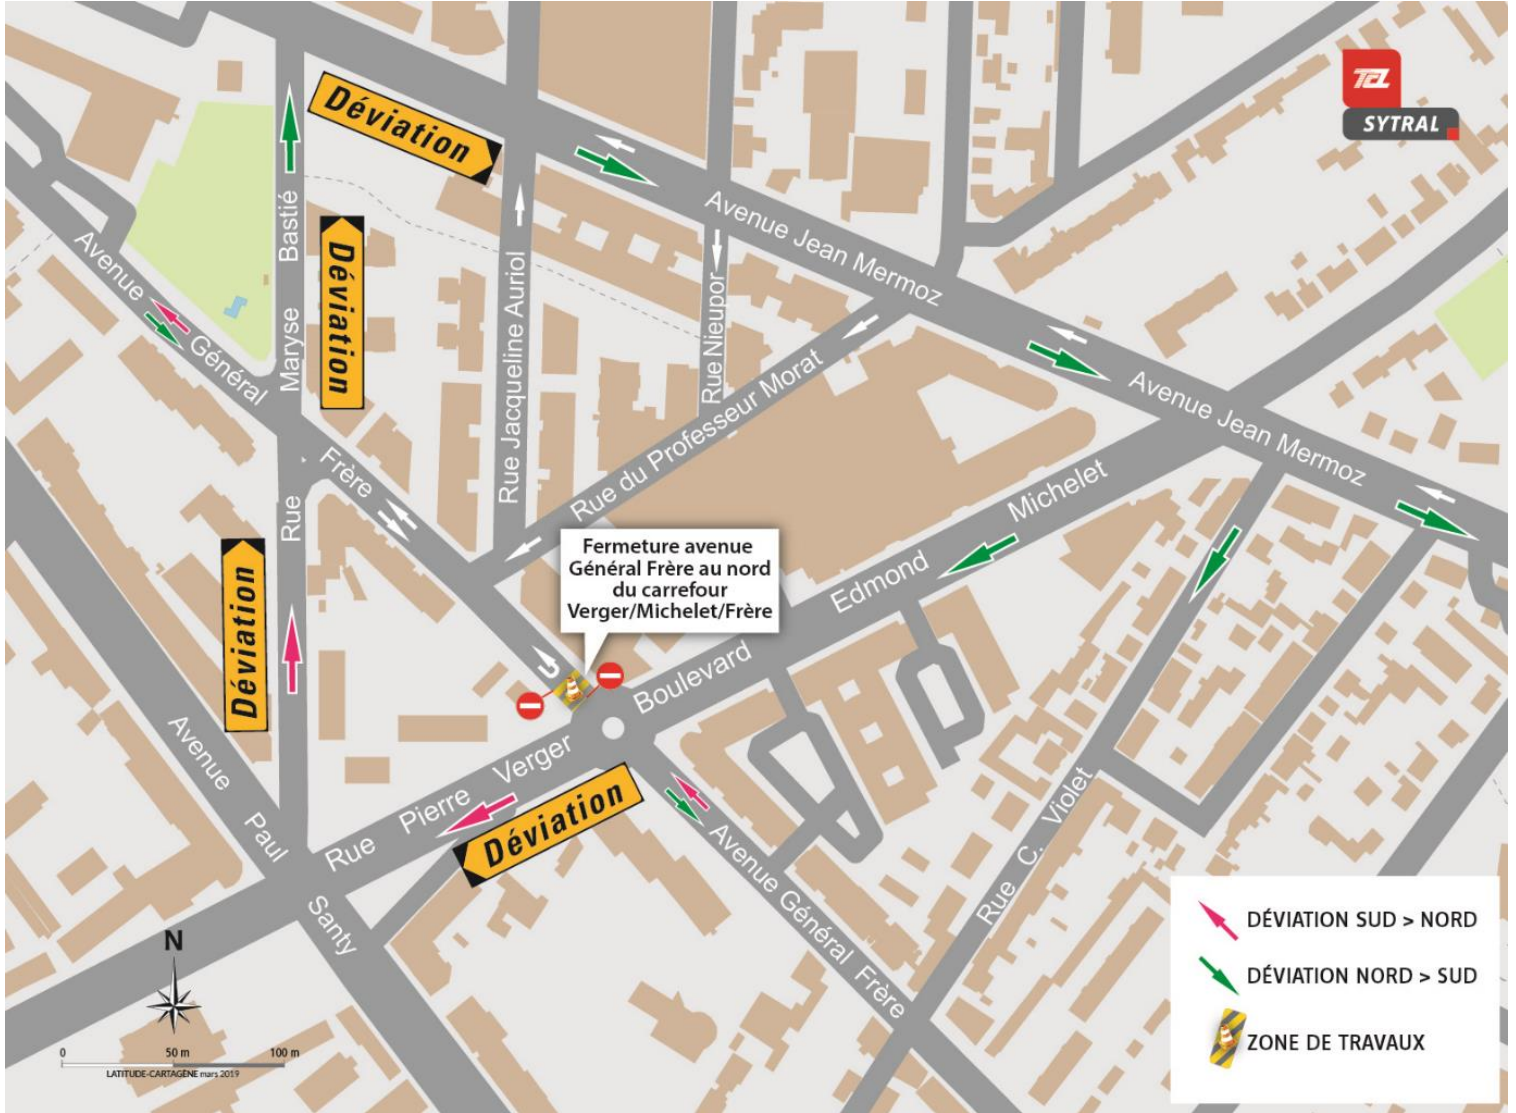 TCL
SYTRAL
Déviation
Avenue Jean Mermoz
Rue Maryse Bastié
Déviation
Avenue Général Frère
Rue Jacqueline Auriol
Rue Nieupor
Rue du Professeur Morat
Avenue Jean Mermoz
Fermeture avenue
Général Frère au nord
du carrefour
Verger/Michelet/Frère
Boulevard Edmond Michelet
Déviation
Avenue Paul Santy
Rue Pierre Verger
Déviation
Avenue Général Frère
Rue C. Violet
N
0 50 m 100 m
LATITUDE-CARTAGÈNE mars 2019
DÉVIATION SUD > NORD
DÉVIATION NORD > SUD
ZONE DE TRAVAUX